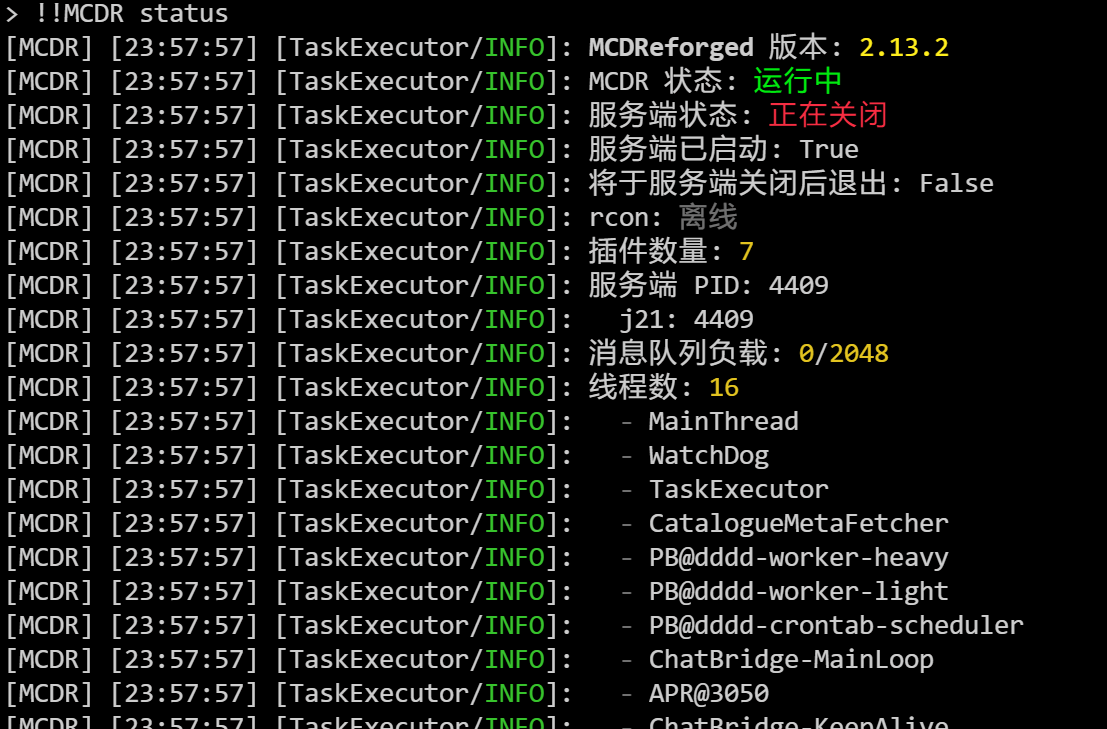 > !!MCDR status
[MCDR] [23:57:57] [TaskExecutor/INFO]: MCDReforged 版本: 2.13.2
[MCDR] [23:57:57] [TaskExecutor/INFO]: MCDR 状态: 运行中
[MCDR] [23:57:57] [TaskExecutor/INFO]: 服务端状态: 正在关闭
[MCDR] [23:57:57] [TaskExecutor/INFO]: 服务端已启动: True
[MCDR] [23:57:57] [TaskExecutor/INFO]: 将于服务端关闭后退出: False
[MCDR] [23:57:57] [TaskExecutor/INFO]: rcon: 离线
[MCDR] [23:57:57] [TaskExecutor/INFO]: 插件数量: 7
[MCDR] [23:57:57] [TaskExecutor/INFO]: 服务端 PID: 4409
[MCDR] [23:57:57] [TaskExecutor/INFO]:   j21: 4409
[MCDR] [23:57:57] [TaskExecutor/INFO]: 消息队列负载: 0/2048
[MCDR] [23:57:57] [TaskExecutor/INFO]: 线程数: 16
[MCDR] [23:57:57] [TaskExecutor/INFO]:   - MainThread
[MCDR] [23:57:57] [TaskExecutor/INFO]:   - WatchDog
[MCDR] [23:57:57] [TaskExecutor/INFO]:   - TaskExecutor
[MCDR] [23:57:57] [TaskExecutor/INFO]:   - CatalogueMetaFetcher
[MCDR] [23:57:57] [TaskExecutor/INFO]:   - PB@dddd-worker-heavy
[MCDR] [23:57:57] [TaskExecutor/INFO]:   - PB@dddd-worker-light
[MCDR] [23:57:57] [TaskExecutor/INFO]:   - PB@dddd-crontab-scheduler
[MCDR] [23:57:57] [TaskExecutor/INFO]:   - ChatBridge-MainLoop
[MCDR] [23:57:57] [TaskExecutor/INFO]:   - APR@3050
[MCDR] [23:57:57] [TaskExecutor/INFO]:   - ChatBridge-KeepAlive